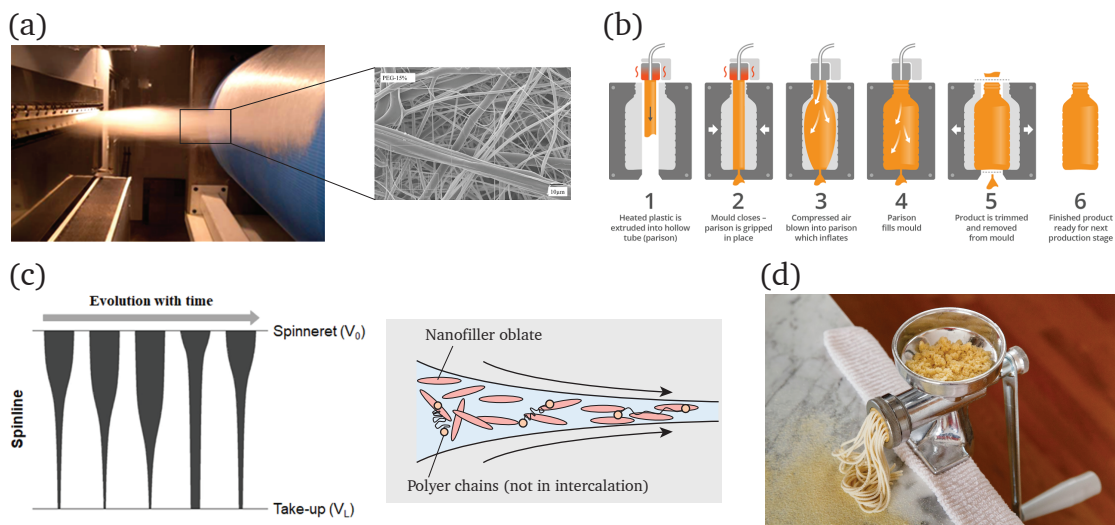 (a)
PEG-15%
10μm
(b)
1
Heated plastic is
extruded into hollow
tube (parison)
2
Mould closes –
parison is gripped
in place
3
Compressed air
blown into parison
which inflates
4
Parison
fills mould
5
Product is trimmed
and removed
from mould
6
Finished product
ready for next
production stage
(c)
Evolution with time
Spinneret (V₀)
Spinline
Take-up (V_L)
Nanofiller oblate
Polyer chains (not in intercalation)
(d)